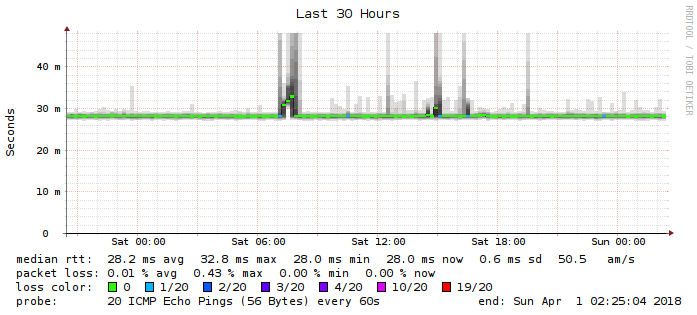 Last 30 Hours
RRDTOOL / TOBI OETIKER
Seconds
40 m
30 m
20 m
10 m
0
Sat 00:00 Sat 06:00 Sat 12:00 Sat 18:00 Sun 00:00
median rtt: 28.2 ms avg 32.8 ms max 28.0 ms min 28.0 ms now 0.6 ms sd 50.5 am/s
packet loss: 0.01 % avg 0.43 % max 0.00 % min 0.00 % now
loss color: 0 1/20 2/20 3/20 4/20 10/20 19/20
probe: 20 ICMP Echo Pings (56 Bytes) every 60s end: Sun Apr 1 02:25:04 2018